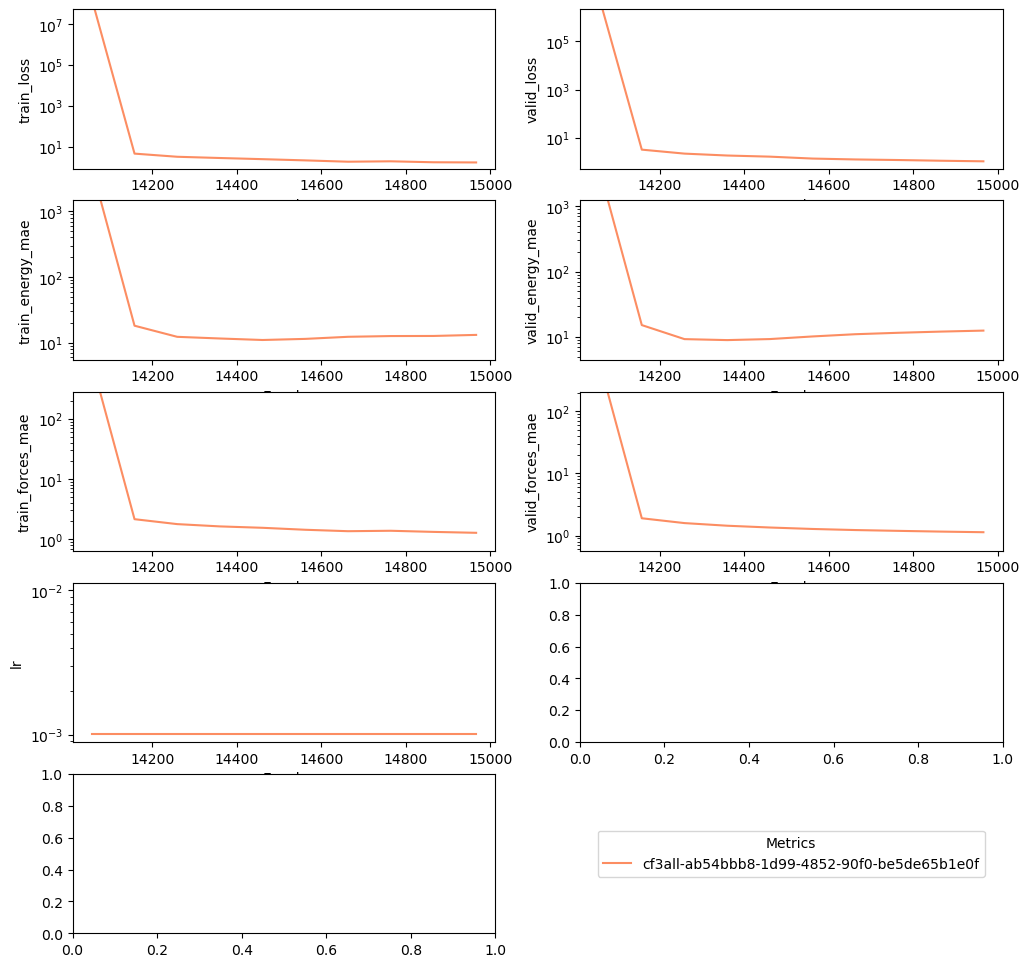 train_loss
10^7
10^5
10^3
10^1
14200 14400 14600 14800 15000
valid_loss
10^5
10^3
10^1
14200 14400 14600 14800 15000
train_energy_mae
10^3
10^2
10^1
14200 14400 14600 14800 15000
valid_energy_mae
10^3
10^2
10^1
14200 14400 14600 14800 15000
train_forces_mae
10^2
10^1
10^0
14200 14400 14600 14800 15000
valid_forces_mae
10^2
10^1
10^0
14200 14400 14600 14800 15000
lr
10^−2
10^−3
14200 14400 14600 14800 15000
1.0
0.8
0.6
0.4
0.2
0.0
0.0 0.2 0.4 0.6 0.8 1.0
1.0
0.8
0.6
0.4
0.2
0.0
0.0 0.2 0.4 0.6 0.8 1.0
Metrics
cf3all-ab54bbb8-1d99-4852-90f0-be5de65b1e0f